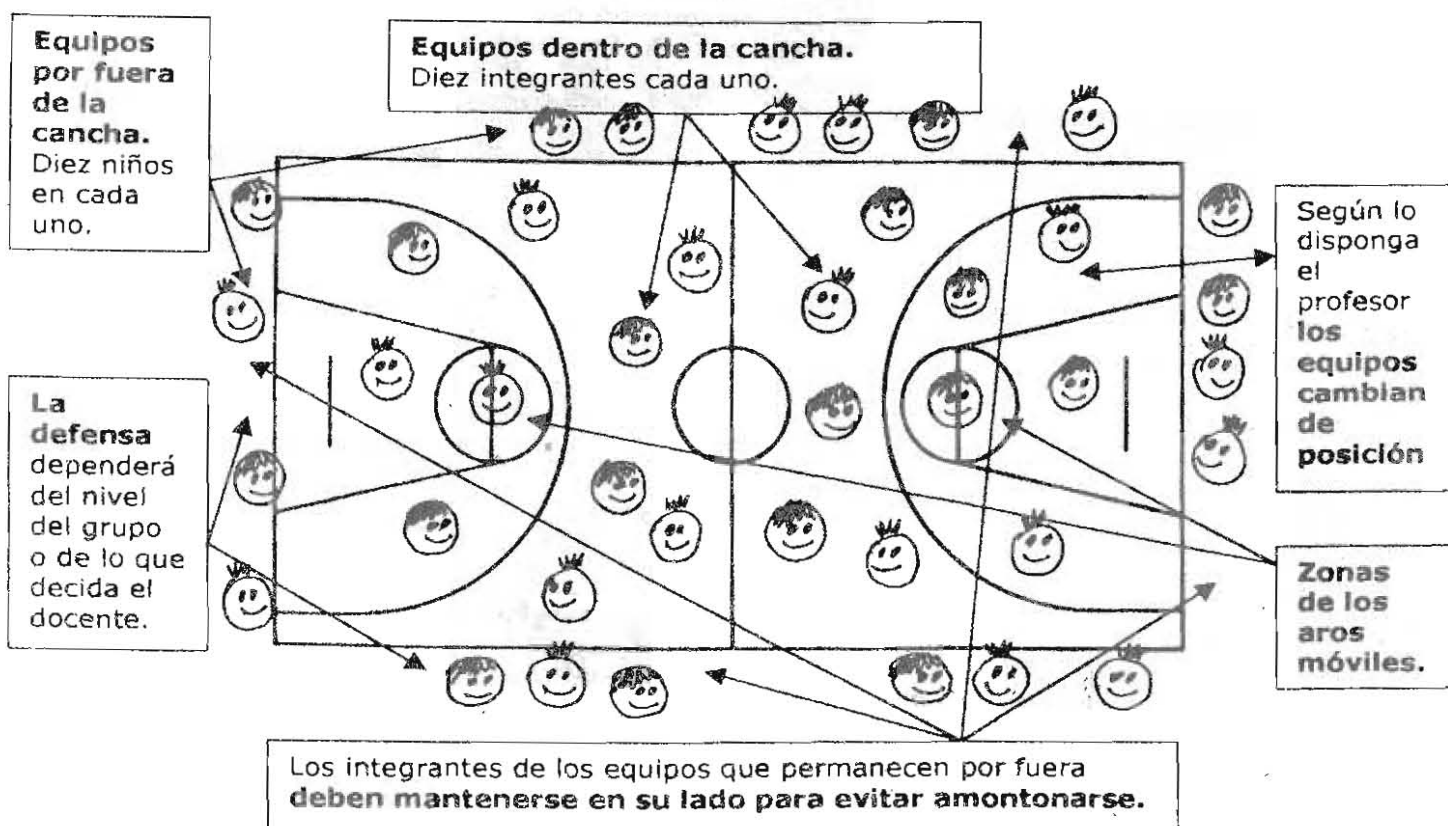 Equipos
por fuera
de la
cancha.
Diez niños
en cada
uno.
Equipos dentro de la cancha.
Diez integrantes cada uno.
Según lo
disponga
el
profesor
los
equipos
cambian
de
posición
La
defensa
dependerá
del nivel
del grupo
o de lo que
decida el
docente.
Zonas
de los
aros
móviles.
Los integrantes de los equipos que permanecen por fuera
deben mantenerse en su lado para evitar amontonarse.